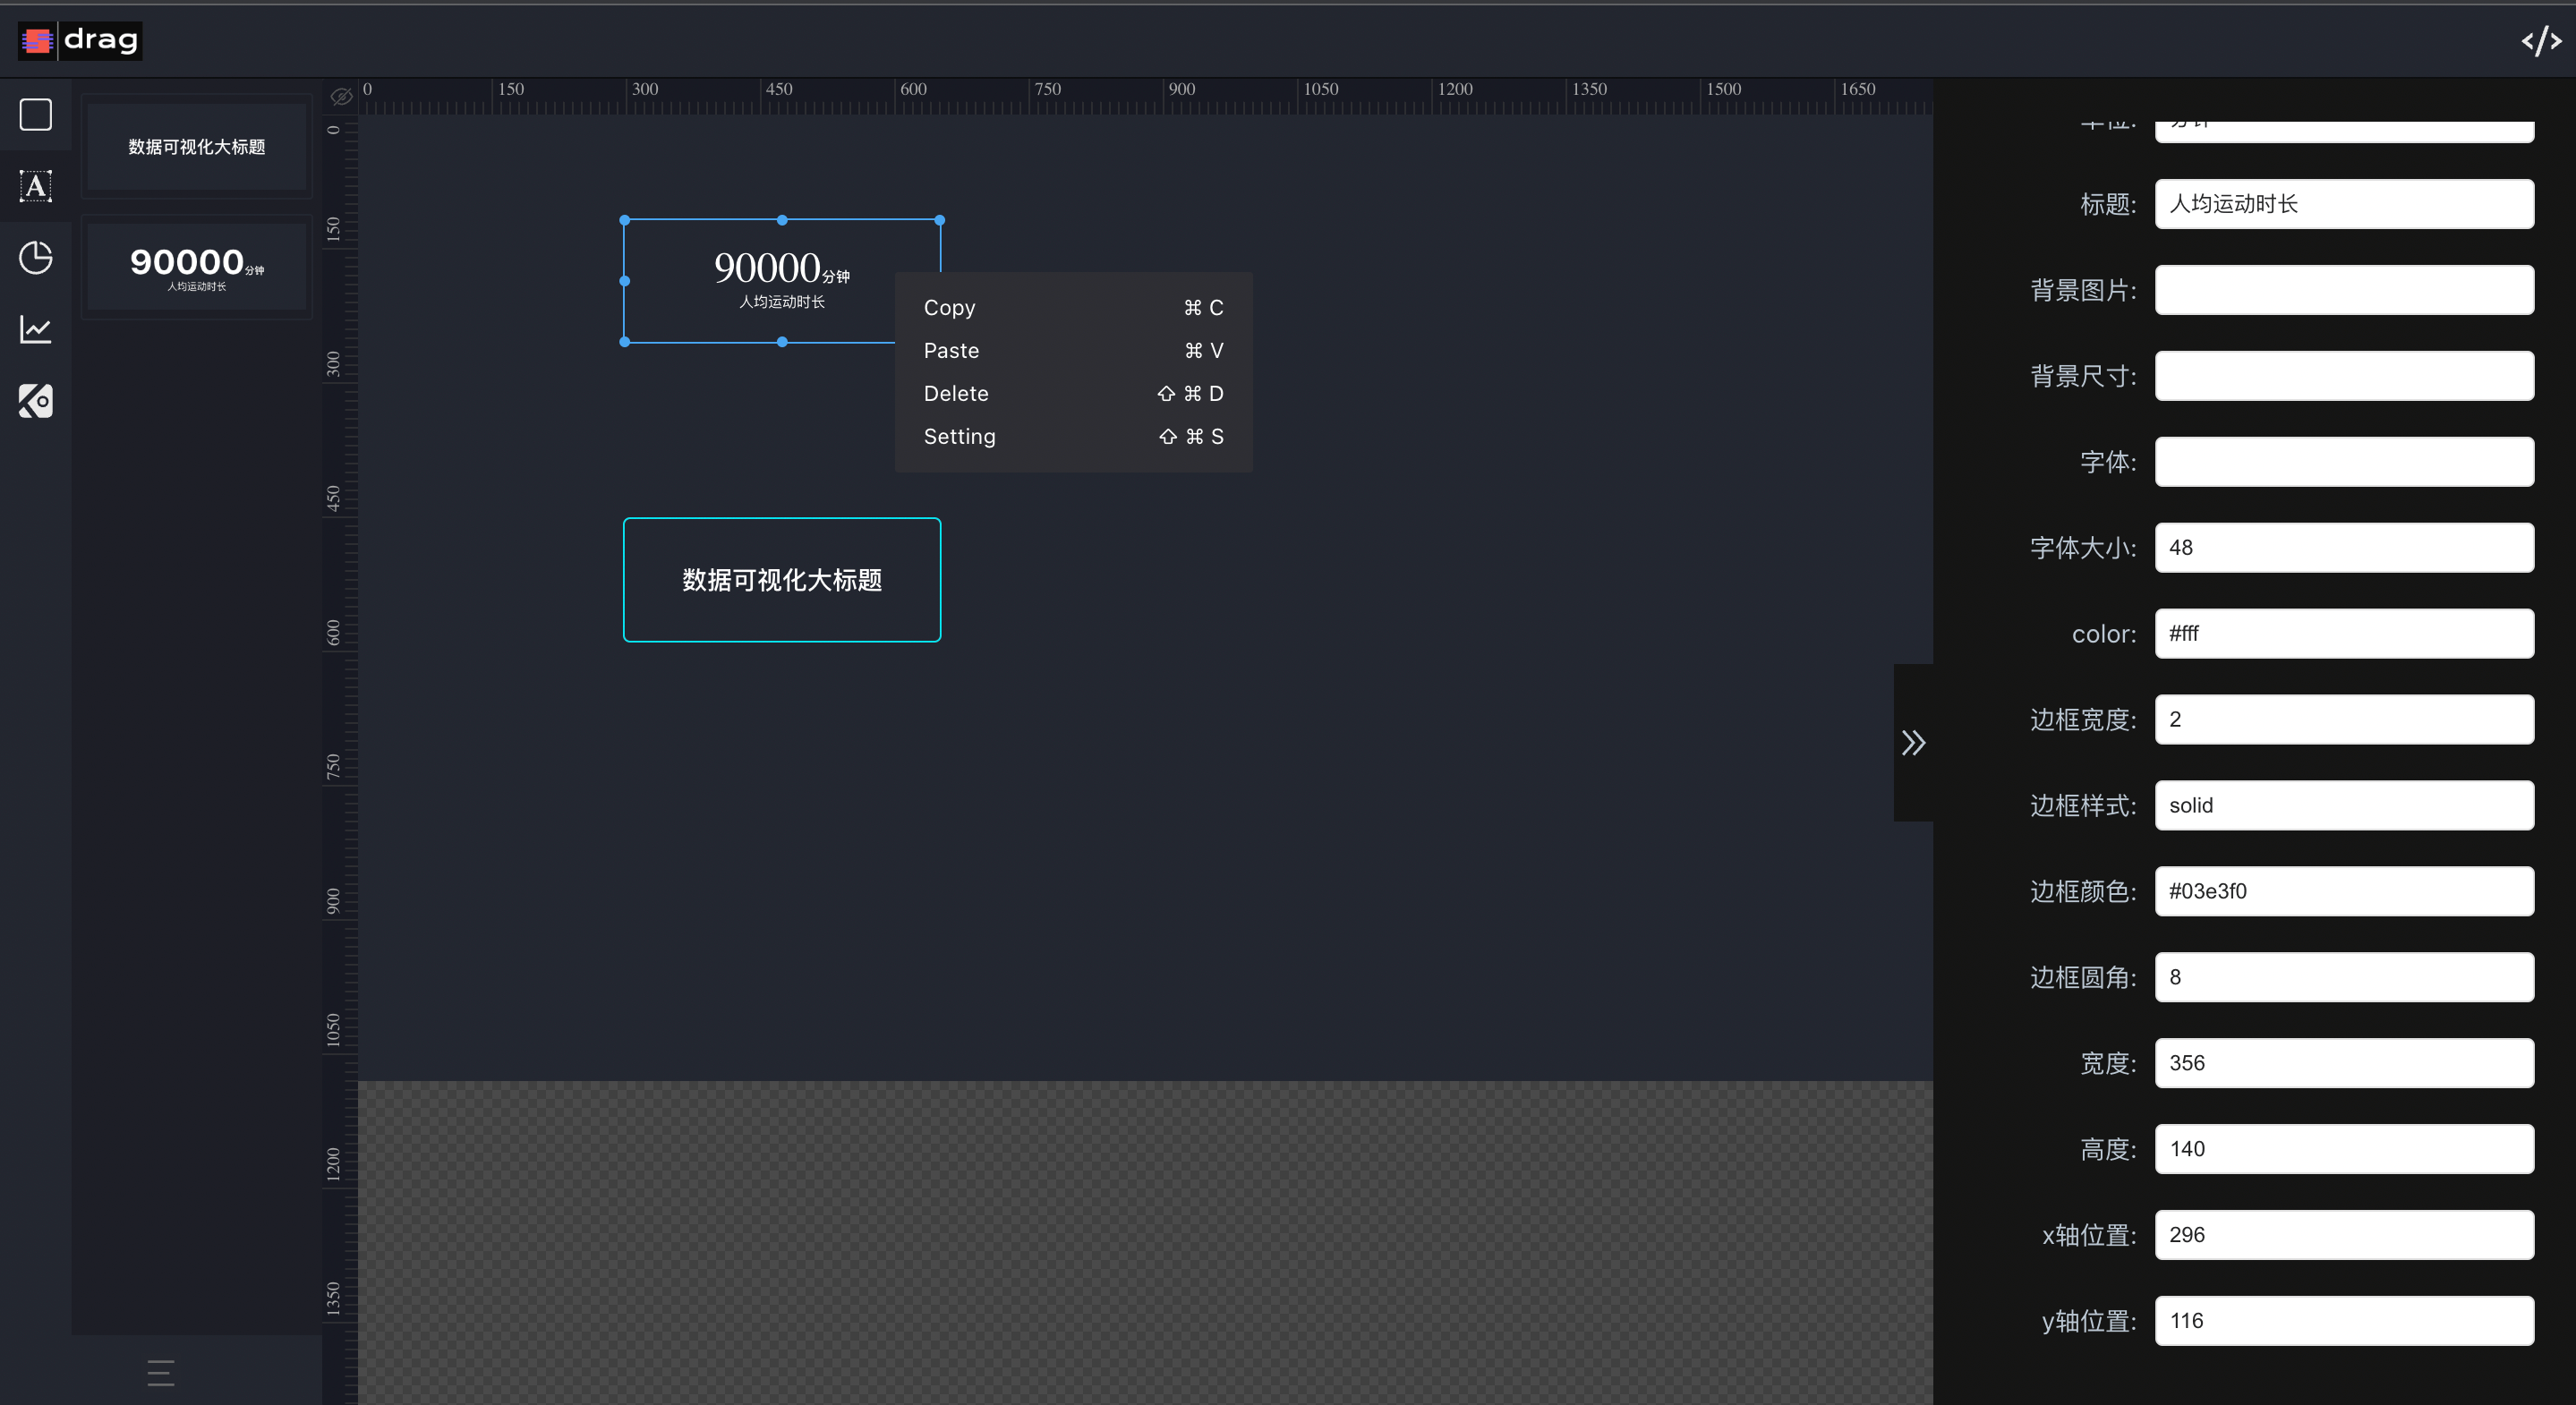 drag
</>
数据可视化大标题
90000分钟
人均运动时长
0 150 300 450 600 750 900 1050 1200 1350 1500 1650
0
150
300
450
600
750
900
1050
1200
1350
90000分钟
人均运动时长
Copy ⌘ C
Paste ⌘ V
Delete ⇧ ⌘ D
Setting ⇧ ⌘ S
数据可视化大标题
单位: 分钟
标题: 人均运动时长
背景图片:
背景尺寸:
字体:
字体大小: 48
color: #fff
边框宽度: 2
边框样式: solid
边框颜色: #03e3f0
边框圆角: 8
宽度: 356
高度: 140
x轴位置: 296
y轴位置: 116